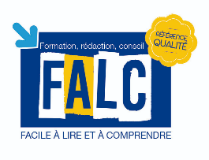 Formation, rédaction, conseil
RÉFÉRENCE
QUALITÉ
FALC
FACILE À LIRE ET À COMPRENDRE